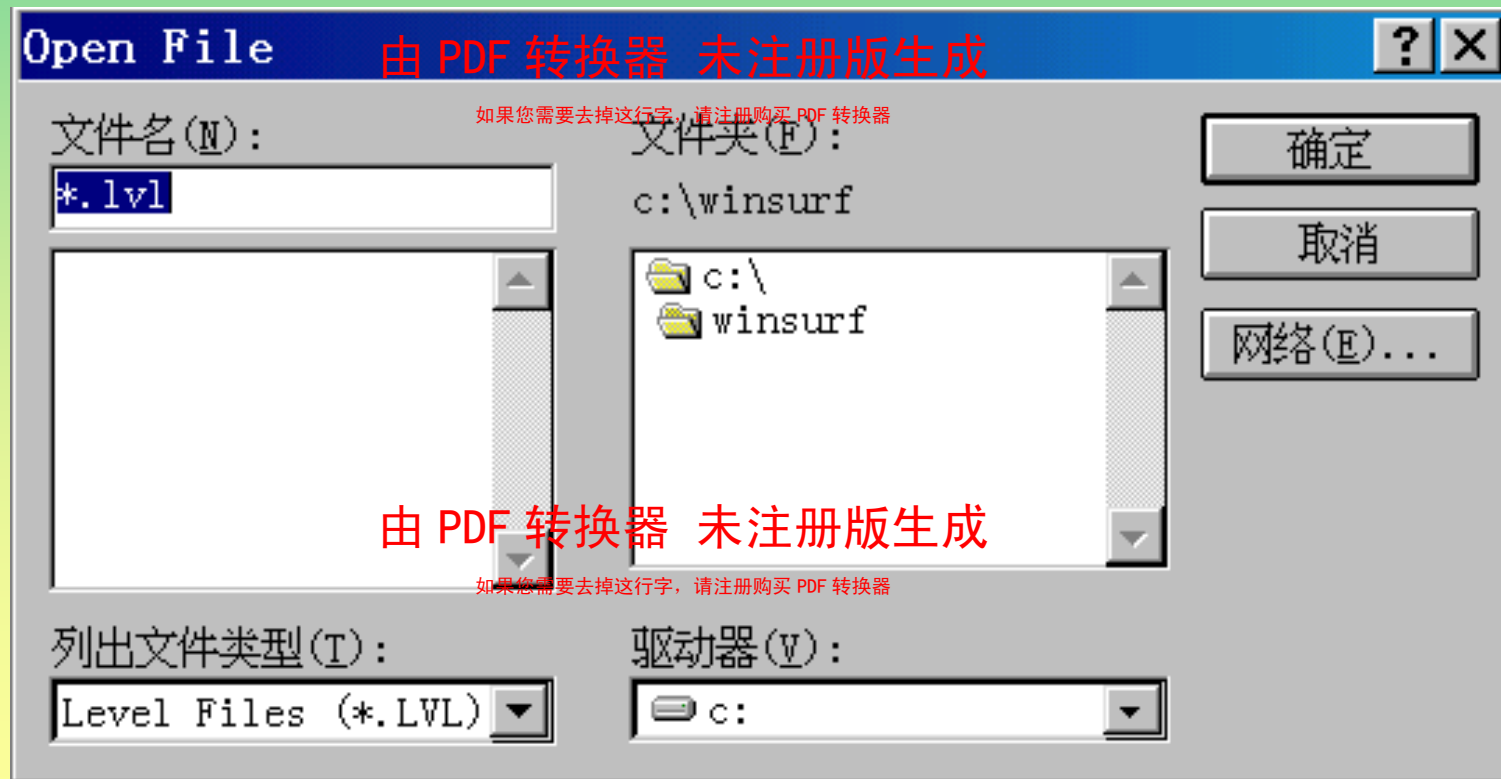 Open File
由 PDF 转换器 未注册版生成
如果您需要去掉这行字，请注册购买 PDF 转换器
文件名(N):
文件夹(F):
确定
*.lvl
c:\winsurf
取消
c:\
winsurf
网络(E)...
由 PDF 转换器 未注册版生成
如果您需要去掉这行字，请注册购买 PDF 转换器
列出文件类型(T):
驱动器(V):
Level Files (*.LVL)
c: